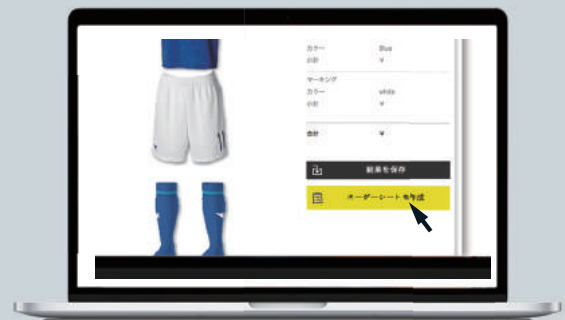 カラー Blue
小計 ¥
マーキング
カラー white
小計 ¥
合計 ¥
結果を保存
オーダーシートを作成